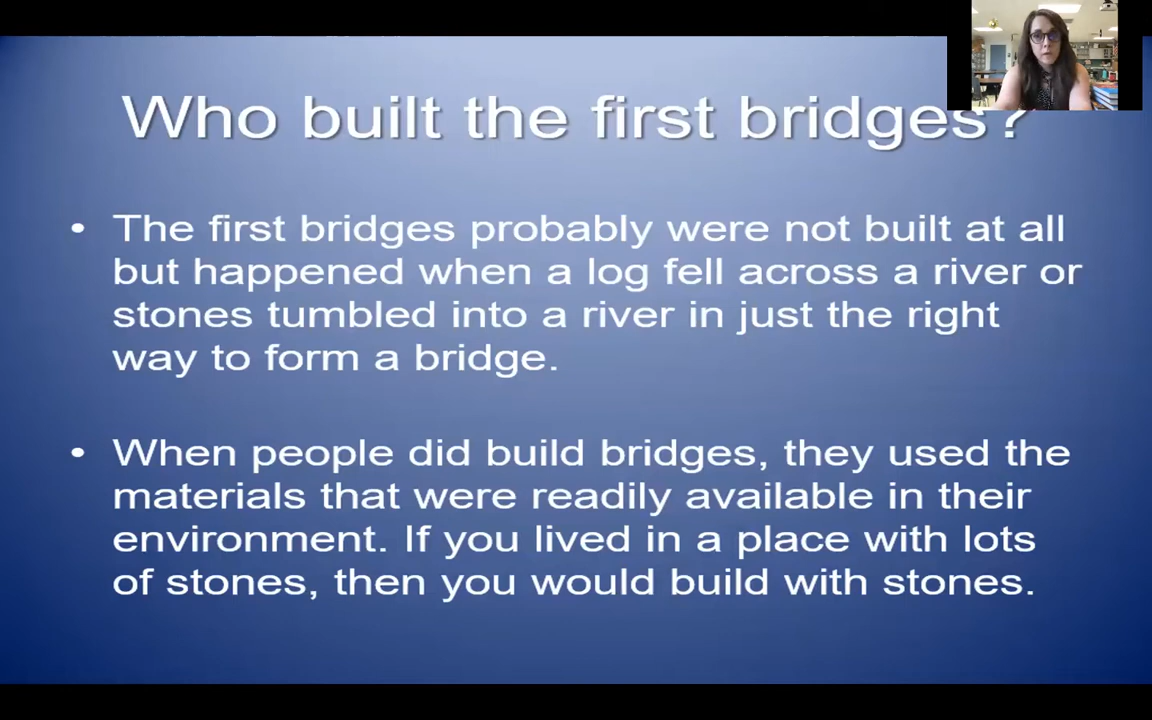 Who built the first bridges?
• The first bridges probably were not built at all
but happened when a log fell across a river or
stones tumbled into a river in just the right
way to form a bridge.
• When people did build bridges, they used the
materials that were readily available in their
environment. If you lived in a place with lots
of stones, then you would build with stones.